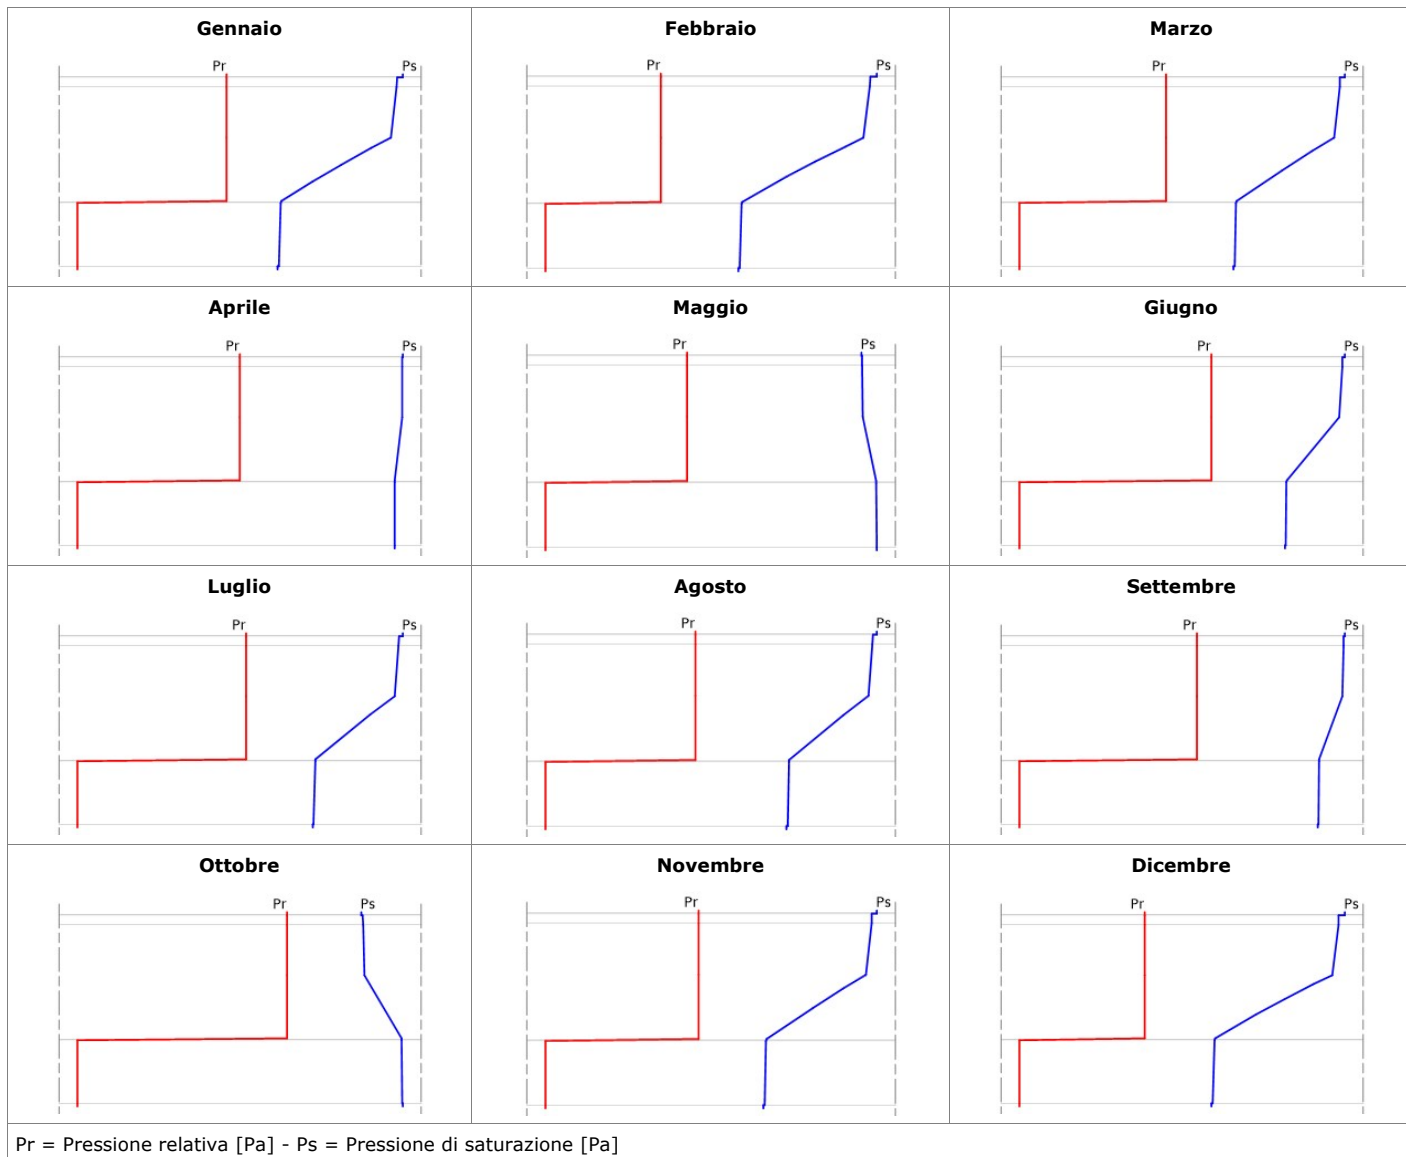 Gennaio Febbraio Marzo
Pr Ps Pr Ps Pr Ps
Aprile Maggio Giugno
Pr Ps Pr Ps Pr Ps
Luglio Agosto Settembre
Pr Ps Pr Ps Pr Ps
Ottobre Novembre Dicembre
Pr Ps Pr Ps Pr Ps
Pr = Pressione relativa [Pa] - Ps = Pressione di saturazione [Pa]